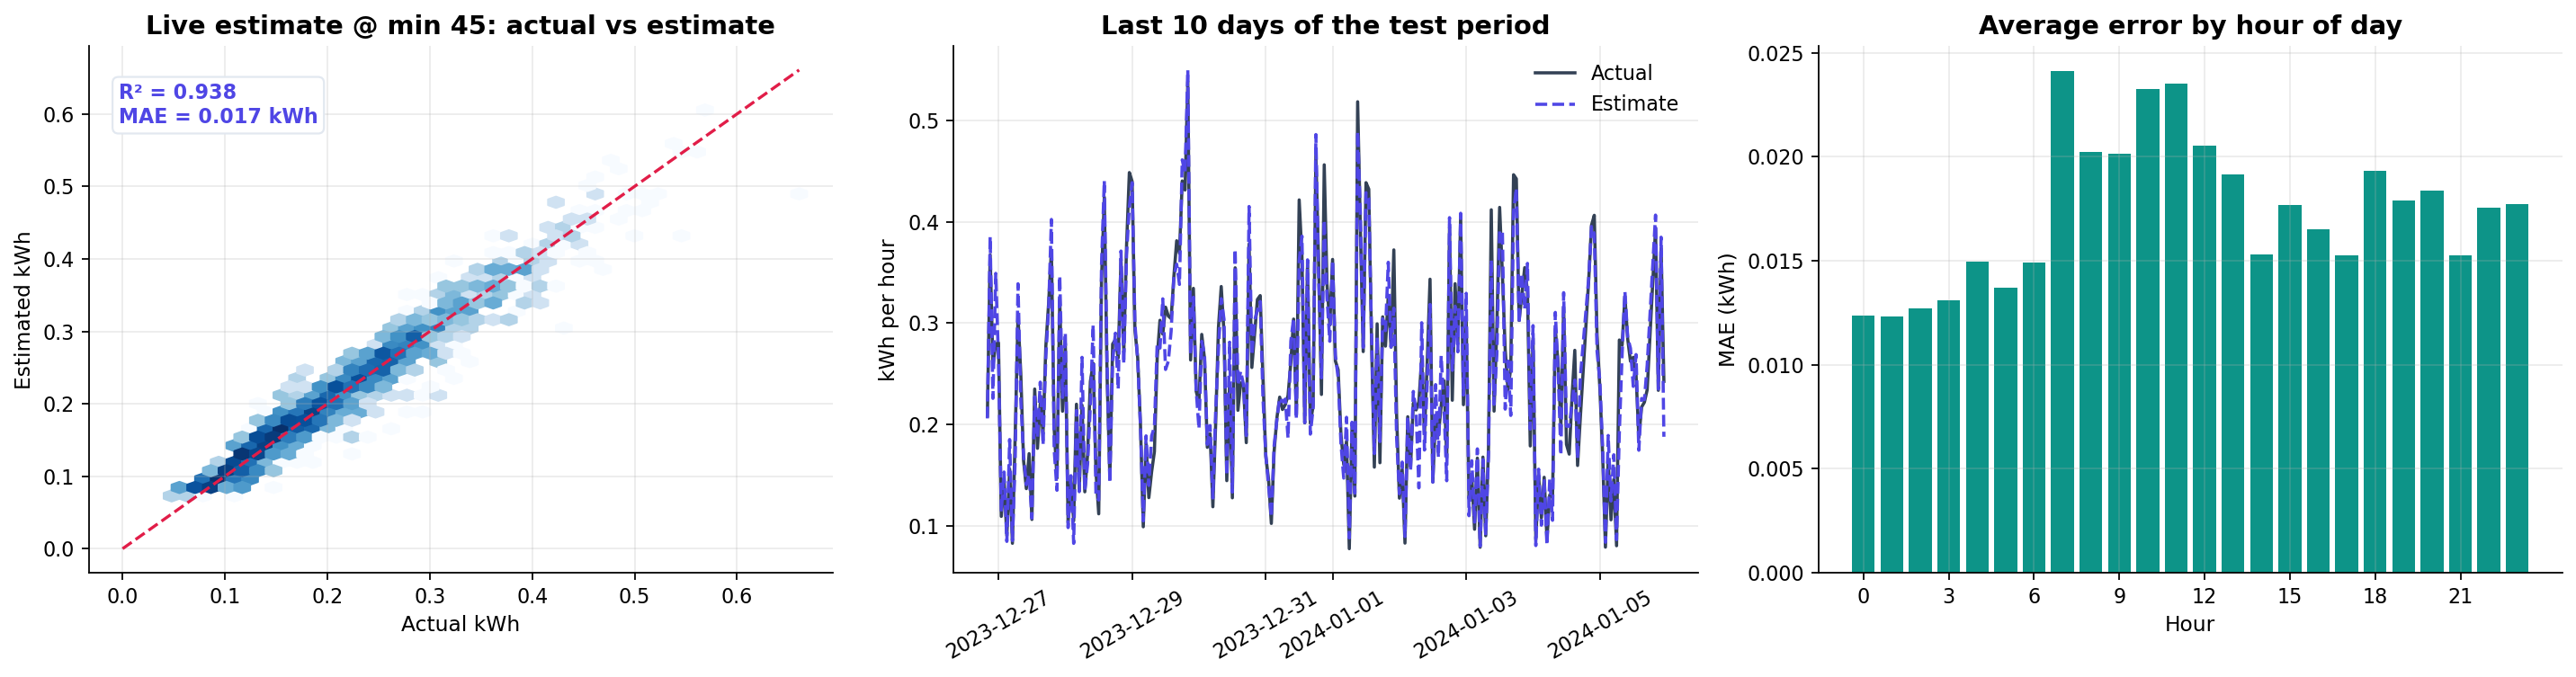 Live estimate @ min 45: actual vs estimate
R² = 0.938
MAE = 0.017 kWh
Estimated kWh
0.6
0.5
0.4
0.3
0.2
0.1
0.0
0.0 0.1 0.2 0.3 0.4 0.5 0.6
Actual kWh
Last 10 days of the test period
Actual
Estimate
kWh per hour
0.5
0.4
0.3
0.2
0.1
2023-12-27 2023-12-29 2023-12-31 2024-01-01 2024-01-03 2024-01-05
Average error by hour of day
MAE (kWh)
0.025
0.020
0.015
0.010
0.005
0.000
0 3 6 9 12 15 18 21
Hour